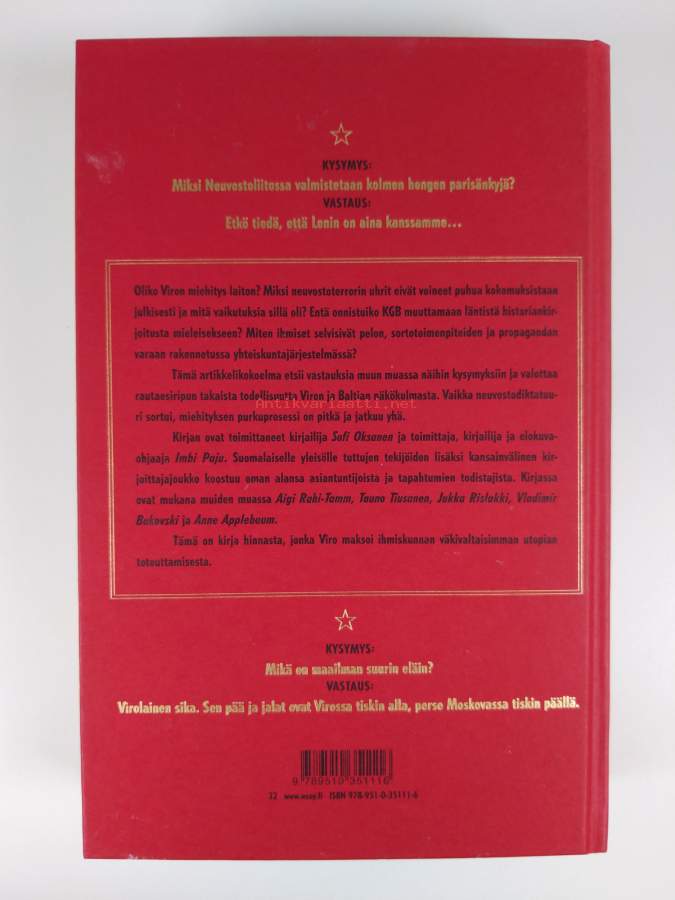 KYSYMYS:
Miksi Neuvostoliitossa valmistetaan kolmen hengen parisänkyjä?
VASTAUS:
Etkö tiedä, että Lenin on aina kanssamme...
Oliko Viron miehitys laiton? Miksi neuvostoterrorin uhrit eivät voineet puhua kokemuksistaan
julkisesti ja mitä vaikutuksia sillä oli? Entä onnistuiko KGB muuttamaan läntistä historiankir-
joitusta mieleisekseen? Miten ihmiset selvisivät pelon, sortotoimenpiteiden ja propagandan
varaan rakennetussa yhteiskuntajärjestelmässä?
Tämä artikkelikokoelma etsii vastauksia muun muassa näihin kysymyksiin ja valottaa
rautaesiripun takaista todellisuutta Viron ja Baltian näkökulmasta. Vaikka neuvostodiktatuu-
ri sortui, miehityksen purkuprosessi on pitkä ja jatkuu yhä.
Antikvariaatti.net
Kirjan ovat toimittaneet kirjailija Sofi Oksanen ja toimittaja, kirjailija ja elokuva-
ohjaaja Imbi Paju. Suomalaiselle yleisölle tuttujen tekijöiden lisäksi kansainvälinen kir-
joittajajoukko koostuu oman alansa asiantuntijoista ja tapahtumien todistajista. Kirjassa
ovat mukana muiden muassa Aigi Rahi-Tamm, Tauno Tiusanen, Jukka Rislakki, Vladimir
Bukovski ja Anne Applebaum.
Tämä on kirja hinnasta, jonka Viro maksoi ihmiskunnan väkivaltaisimman utopian
toteuttamisesta.
KYSYMYS:
Mikä on maailman suurin eläin?
VASTAUS:
Virolainen sika. Sen pää ja jalat ovat Virossa tiskin alla, perse Moskovassa tiskin päällä.
9 789510 351116
32 www.wsoy.fi ISBN 978-951-0-35111-6